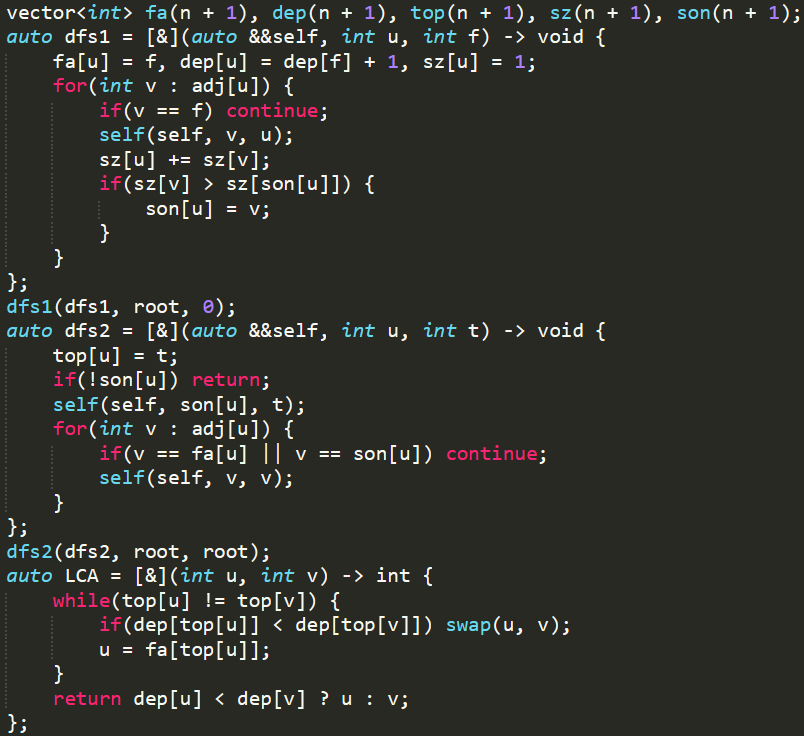 vector<int> fa(n + 1), dep(n + 1), top(n + 1), sz(n + 1), son(n + 1);
auto dfs1 = [&](auto &&self, int u, int f) -> void {
    fa[u] = f, dep[u] = dep[f] + 1, sz[u] = 1;
    for(int v : adj[u]) {
        if(v == f) continue;
        self(self, v, u);
        sz[u] += sz[v];
        if(sz[v] > sz[son[u]]) {
            son[u] = v;
        }
    }
};
dfs1(dfs1, root, 0);
auto dfs2 = [&](auto &&self, int u, int t) -> void {
    top[u] = t;
    if(!son[u]) return;
    self(self, son[u], t);
    for(int v : adj[u]) {
        if(v == fa[u] || v == son[u]) continue;
        self(self, v, v);
    }
};
dfs2(dfs2, root, root);
auto LCA = [&](int u, int v) -> int {
    while(top[u] != top[v]) {
        if(dep[top[u]] < dep[top[v]]) swap(u, v);
        u = fa[top[u]];
    }
    return dep[u] < dep[v] ? u : v;
};